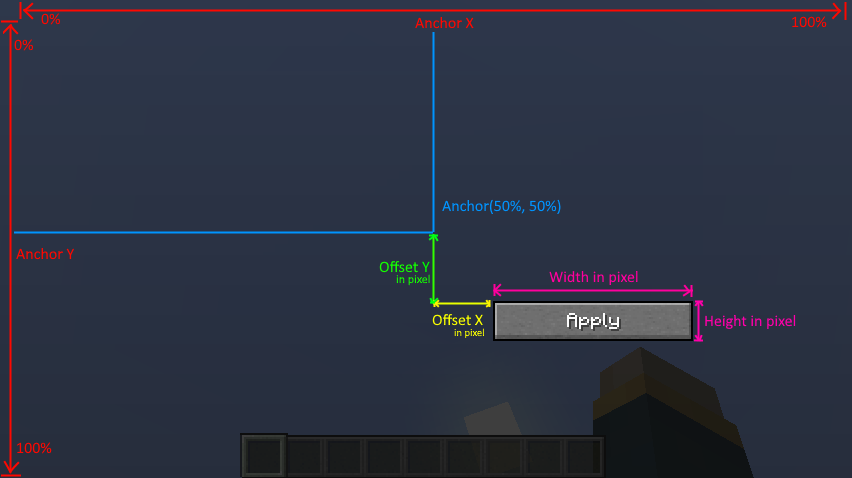 0%
Anchor X
100%
0%
Anchor(50%, 50%)
Anchor Y
Offset Y
in pixel
Width in pixel
Offset X
in pixel
Apply
Height in pixel
100%